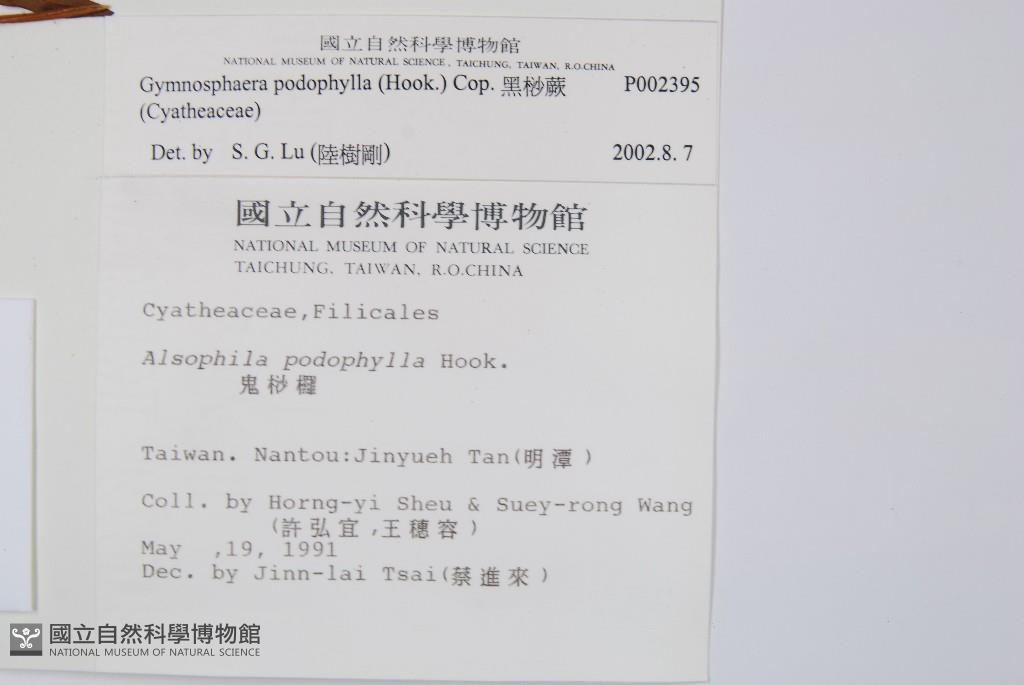 國立自然科學博物館
NATIONAL MUSEUM OF NATURAL SCIENCE, TAICHUNG, TAIWAN, R.O.CHINA
Gymnosphaera podophylla (Hook.) Cop. 黑桫蕨 P002395
(Cyatheaceae)
Det. by S. G. Lu (陸樹剛) 2002.8. 7
國立自然科學博物館
NATIONAL MUSEUM OF NATURAL SCIENCE
TAICHUNG, TAIWAN, R.O.CHINA
Cyatheaceae,Filicales
Alsophila podophylla Hook.
鬼桫欏
Taiwan. Nantou:Jinyueh Tan(明潭)
Coll. by Horng-yi Sheu & Suey-rong Wang
(許弘宜,王穗容)
May ,19, 1991
Dec. by Jinn-lai Tsai(蔡進來)
國立自然科學博物館
NATIONAL MUSEUM OF NATURAL SCIENCE